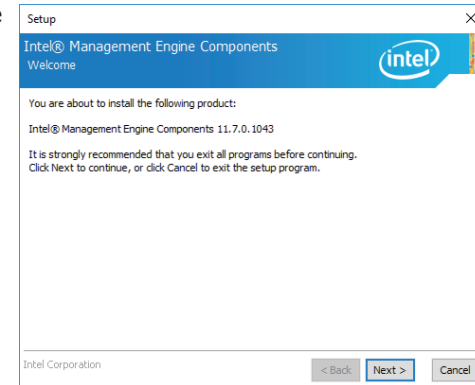 e
Setup
Intel® Management Engine Components
Welcome
intel
You are about to install the following product:
Intel® Management Engine Components 11.7.0.1043
It is strongly recommended that you exit all programs before continuing.
Click Next to continue, or click Cancel to exit the setup program.
Intel Corporation
< Back Next > Cancel